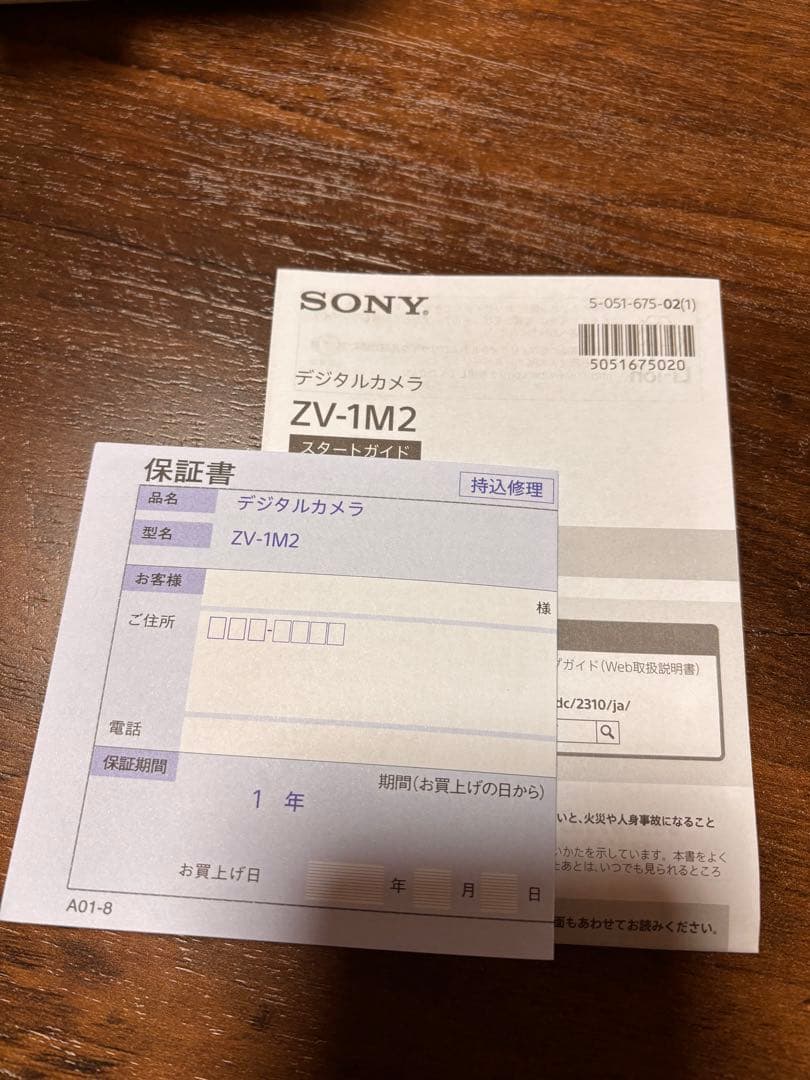 SONY®
5-051-675-02(1)
5051675020
デジタルカメラ
ZV-1M2
スタートガイド
保証書
持込修理
品名
デジタルカメラ
型名
ZV-1M2
お客様
様
ご住所
電話
保証期間
期間(お買上げの日から)
1 年
お買上げ日
年 月 日
A01-8
ガイド(Web取扱説明書)
dc/2310/ja/
いと、火災や人身事故になること
いかたを示しています。本書をよく
たあとは、いつでも見られるところ
面もあわせてお読みください。